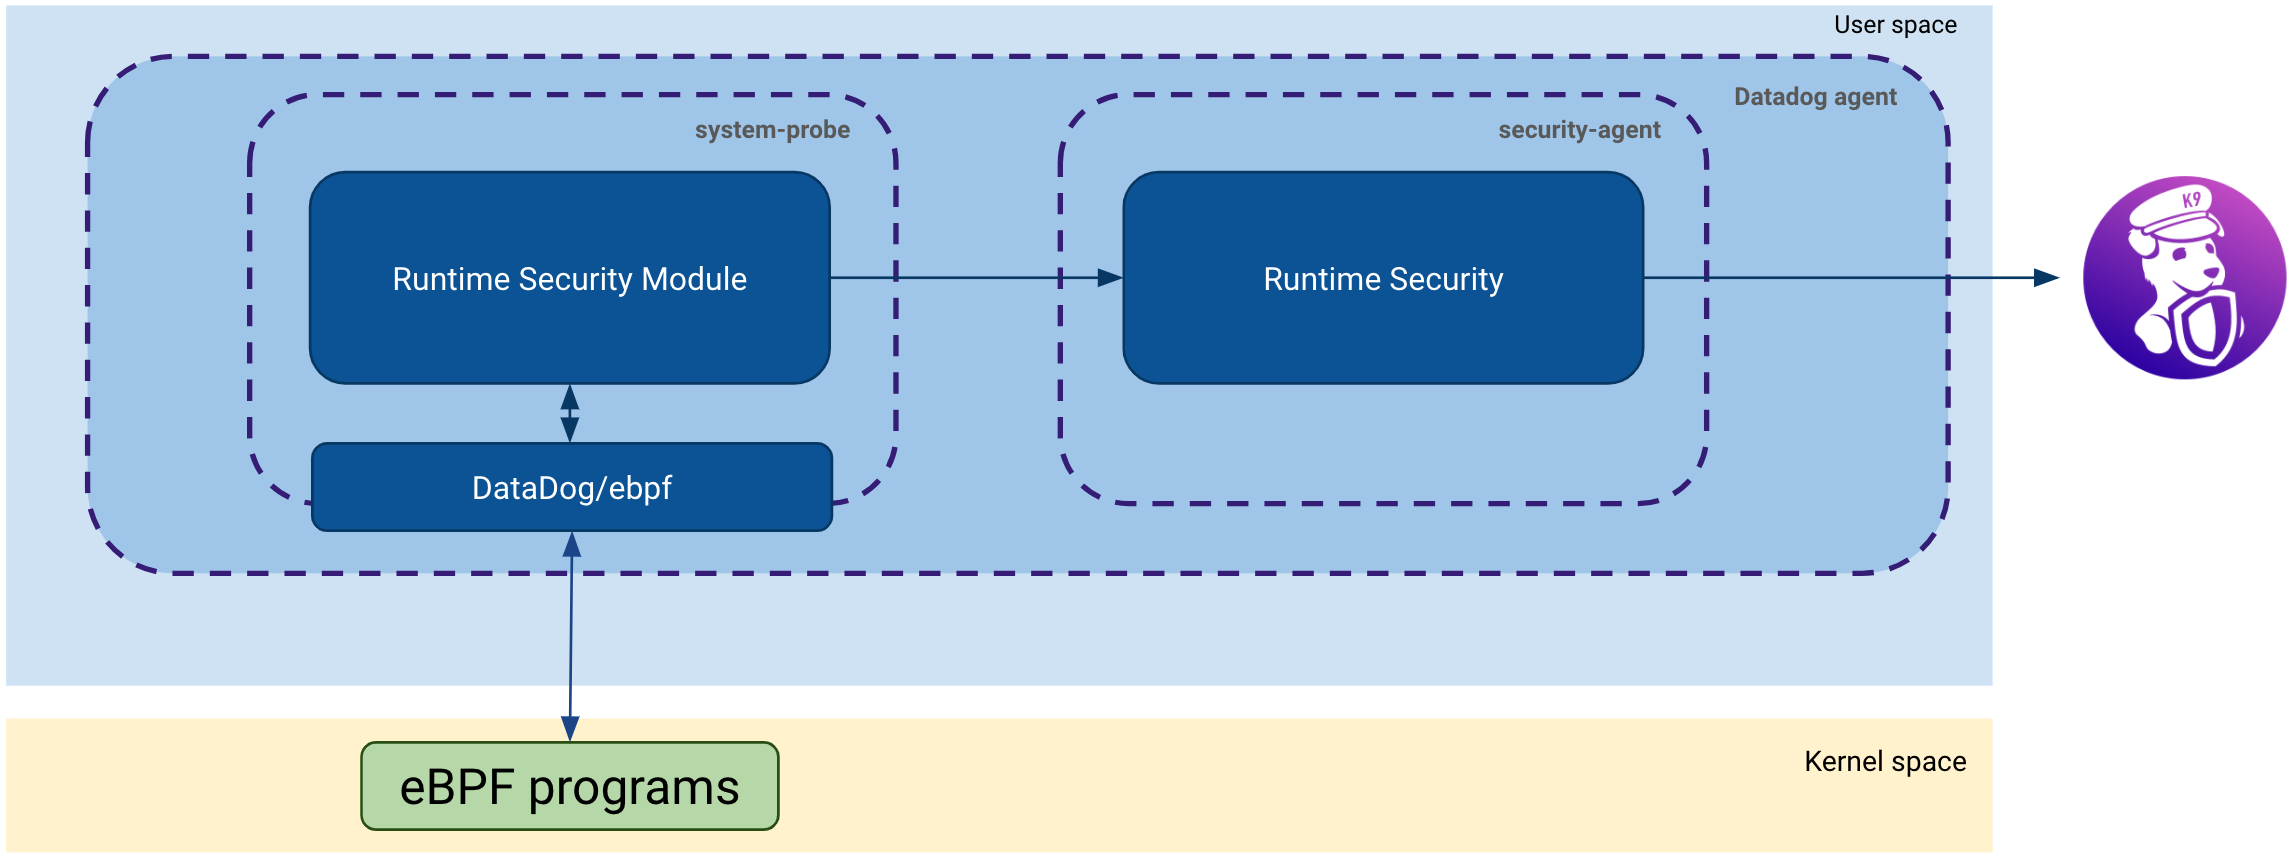 User space
Datadog agent
system-probe
security-agent
K9
Runtime Security Module
Runtime Security
DataDog/ebpf
Kernel space
eBPF programs